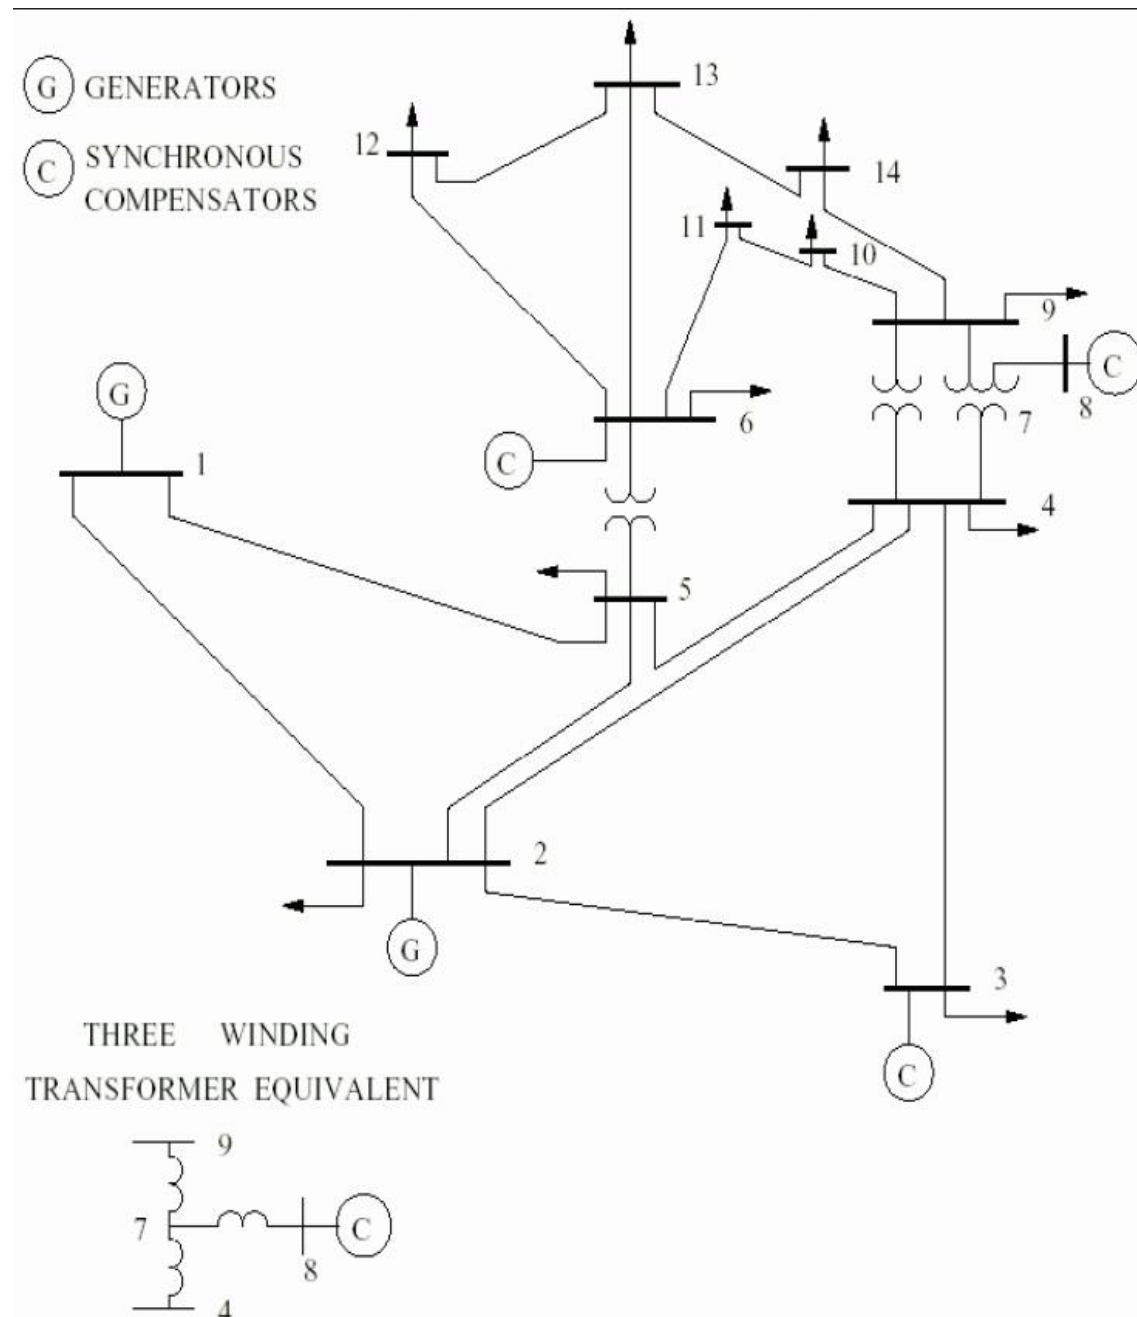 G GENERATORS
C SYNCHRONOUS
COMPENSATORS
13
12
14
11
10
9
C
8
7
G
6
C
1
4
5
2
G
3
C
THREE WINDING
TRANSFORMER EQUIVALENT
9
7
C
8
4